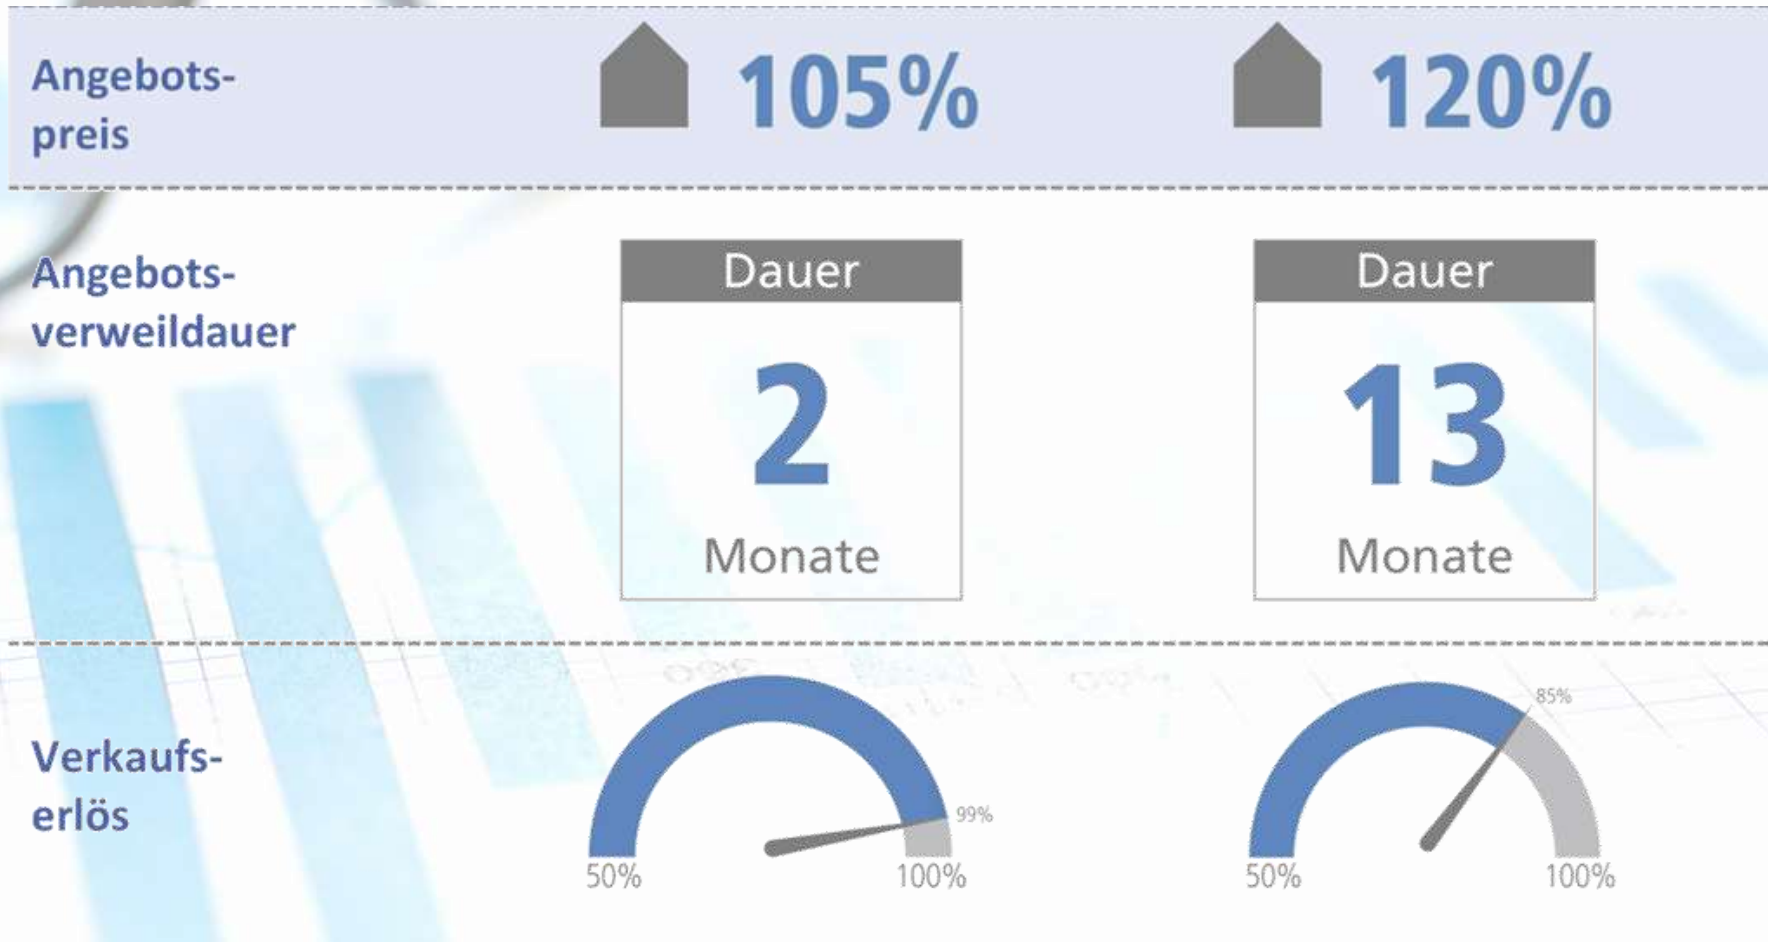 Angebots-
preis
105%
120%
Angebots-
verweildauer
Dauer
2
Monate
Dauer
13
Monate
Verkaufs-
erlös
99%
50%
100%
85%
50%
100%